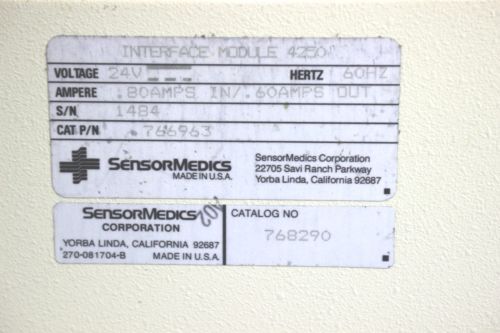 INTERFACE MODULE 4250
VOLTAGE 24V HERTZ 60HZ
AMPERE .80AMPS IN/.60AMPS OUT
S/N 1484
CAT P/N 766963
SENSORMEDICS
MADE IN U.S.A.
SensorMedics Corporation
22705 Savi Ranch Parkway
Yorba Linda, California 92687
SENSORMEDICS
CORPORATION
YORBA LINDA, CALIFORNIA 92687
270-081704-B MADE IN U.S.A.
CATALOG NO
768290